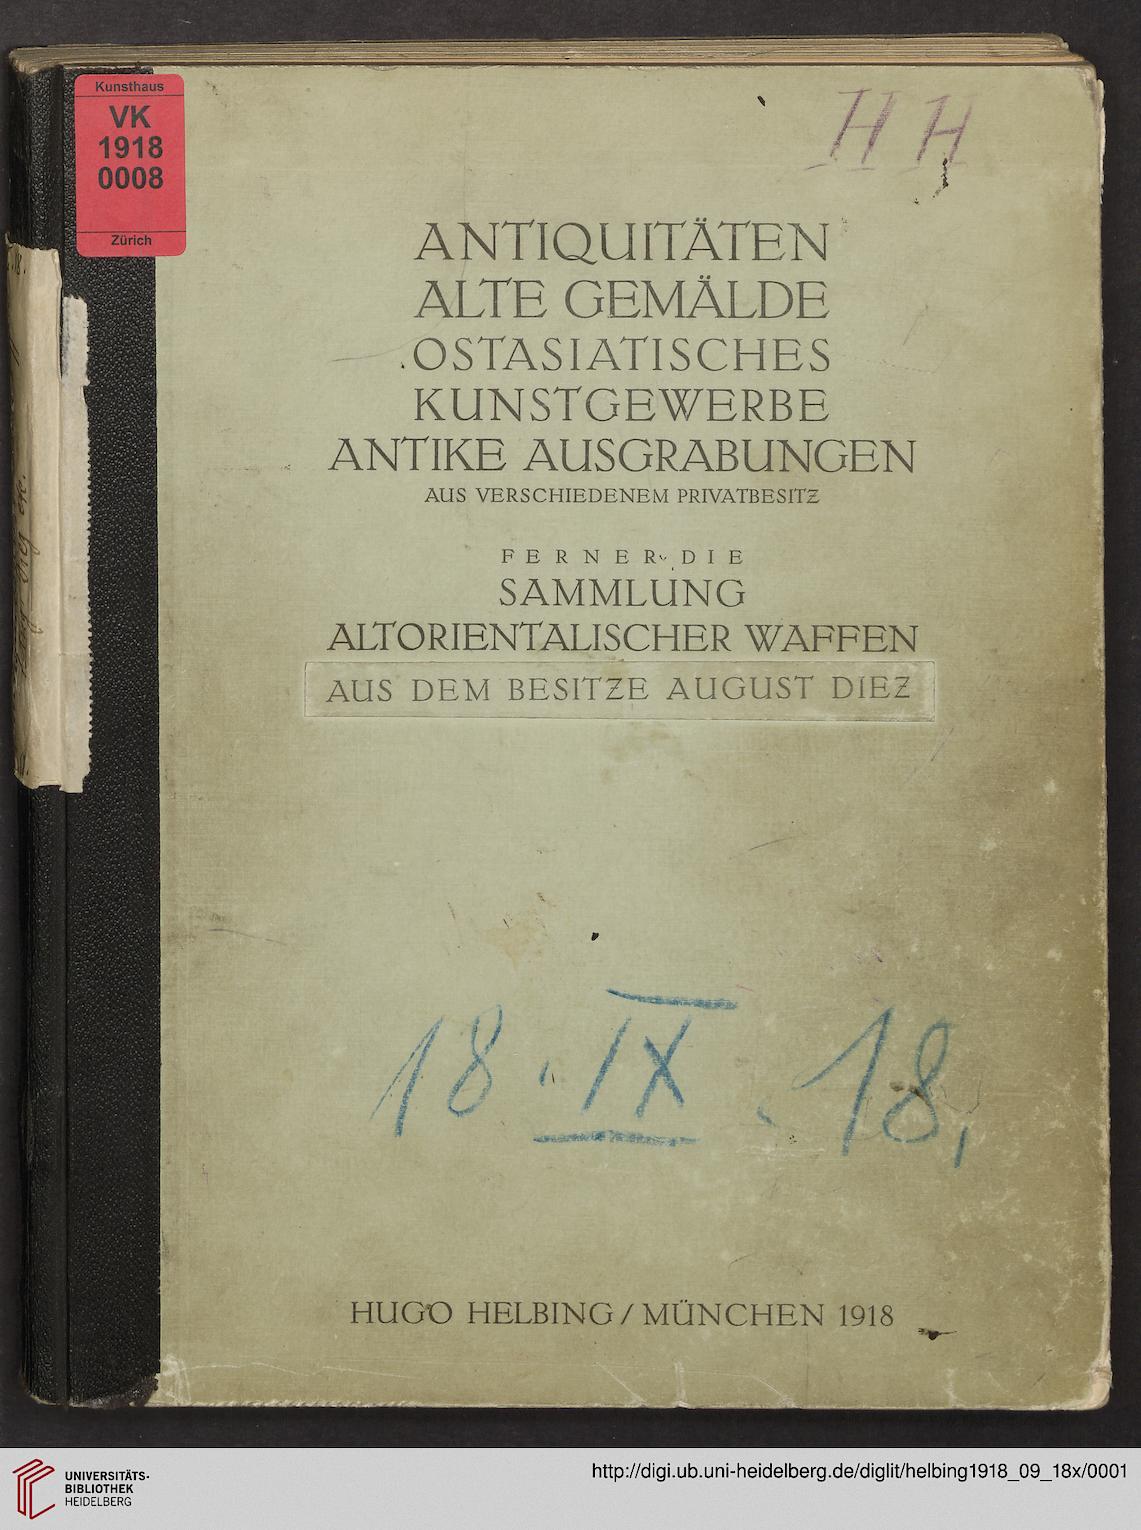 Kunsthaus
VK
1918
0008
Zürich
H H
ANTIQUITÄTEN
ALTE GEMÄLDE
OSTASIATISCHES
KUNSTGEWERBE
ANTIKE AUSGRABUNGEN
AUS VERSCHIEDENEM PRIVATBESITZ
FERNER DIE
SAMMLUNG
ALTORIENTALISCHER WAFFEN
AUS DEM BESITZE AUGUST DIEZ
18. IX. 18.
HUGO HELBING / MÜNCHEN 1918
UNIVERSITÄTS-
BIBLIOTHEK
HEIDELBERG
http://digi.ub.uni-heidelberg.de/diglit/helbing1918_09_18x/0001